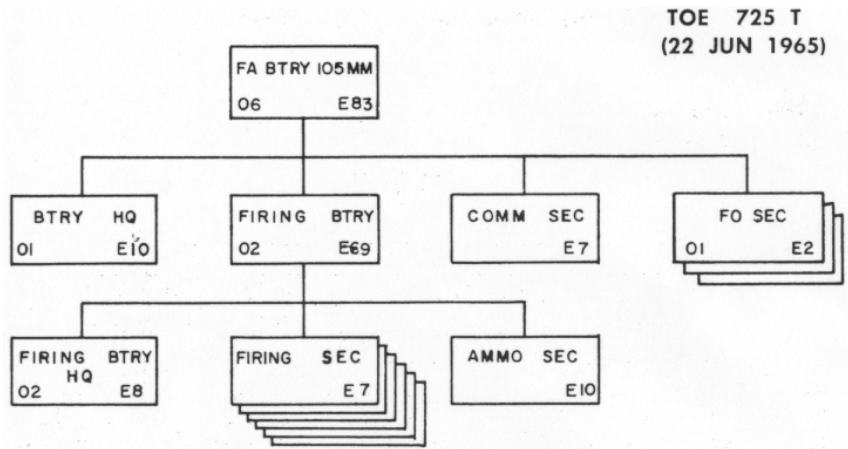 TOE 725 T
(22 JUN 1965)
FA BTRY 105MM
O6 E83
BTRY HQ
O1 E10
FIRING BTRY
O2 E69
COMM SEC
E7
FO SEC
O1 E2
FIRING BTRY
HQ
O2 E8
FIRING SEC
E7
AMMO SEC
E10